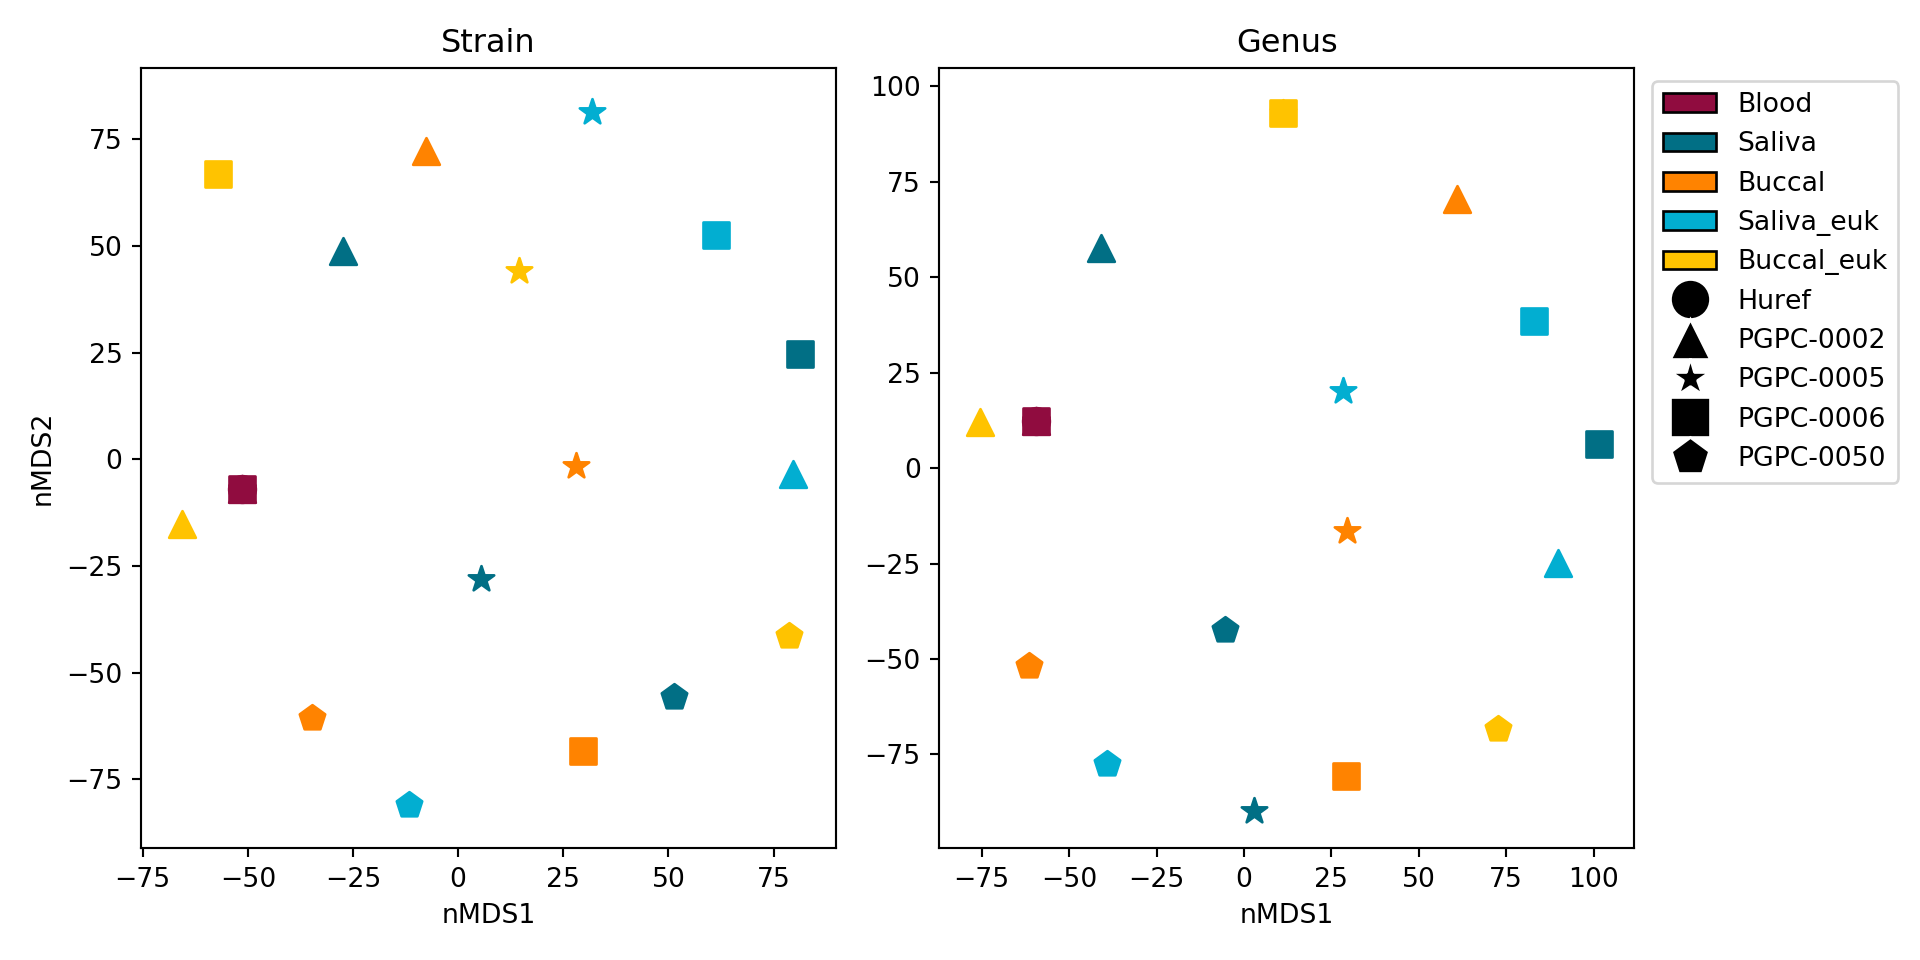 Strain
75
50
25
0
−25
−50
−75
nMDS2
−75 −50 −25 0 25 50 75
nMDS1
Genus
100
75
50
25
0
−25
−50
−75
−75 −50 −25 0 25 50 75 100
nMDS1
Blood
Saliva
Buccal
Saliva_euk
Buccal_euk
Huref
PGPC-0002
PGPC-0005
PGPC-0006
PGPC-0050